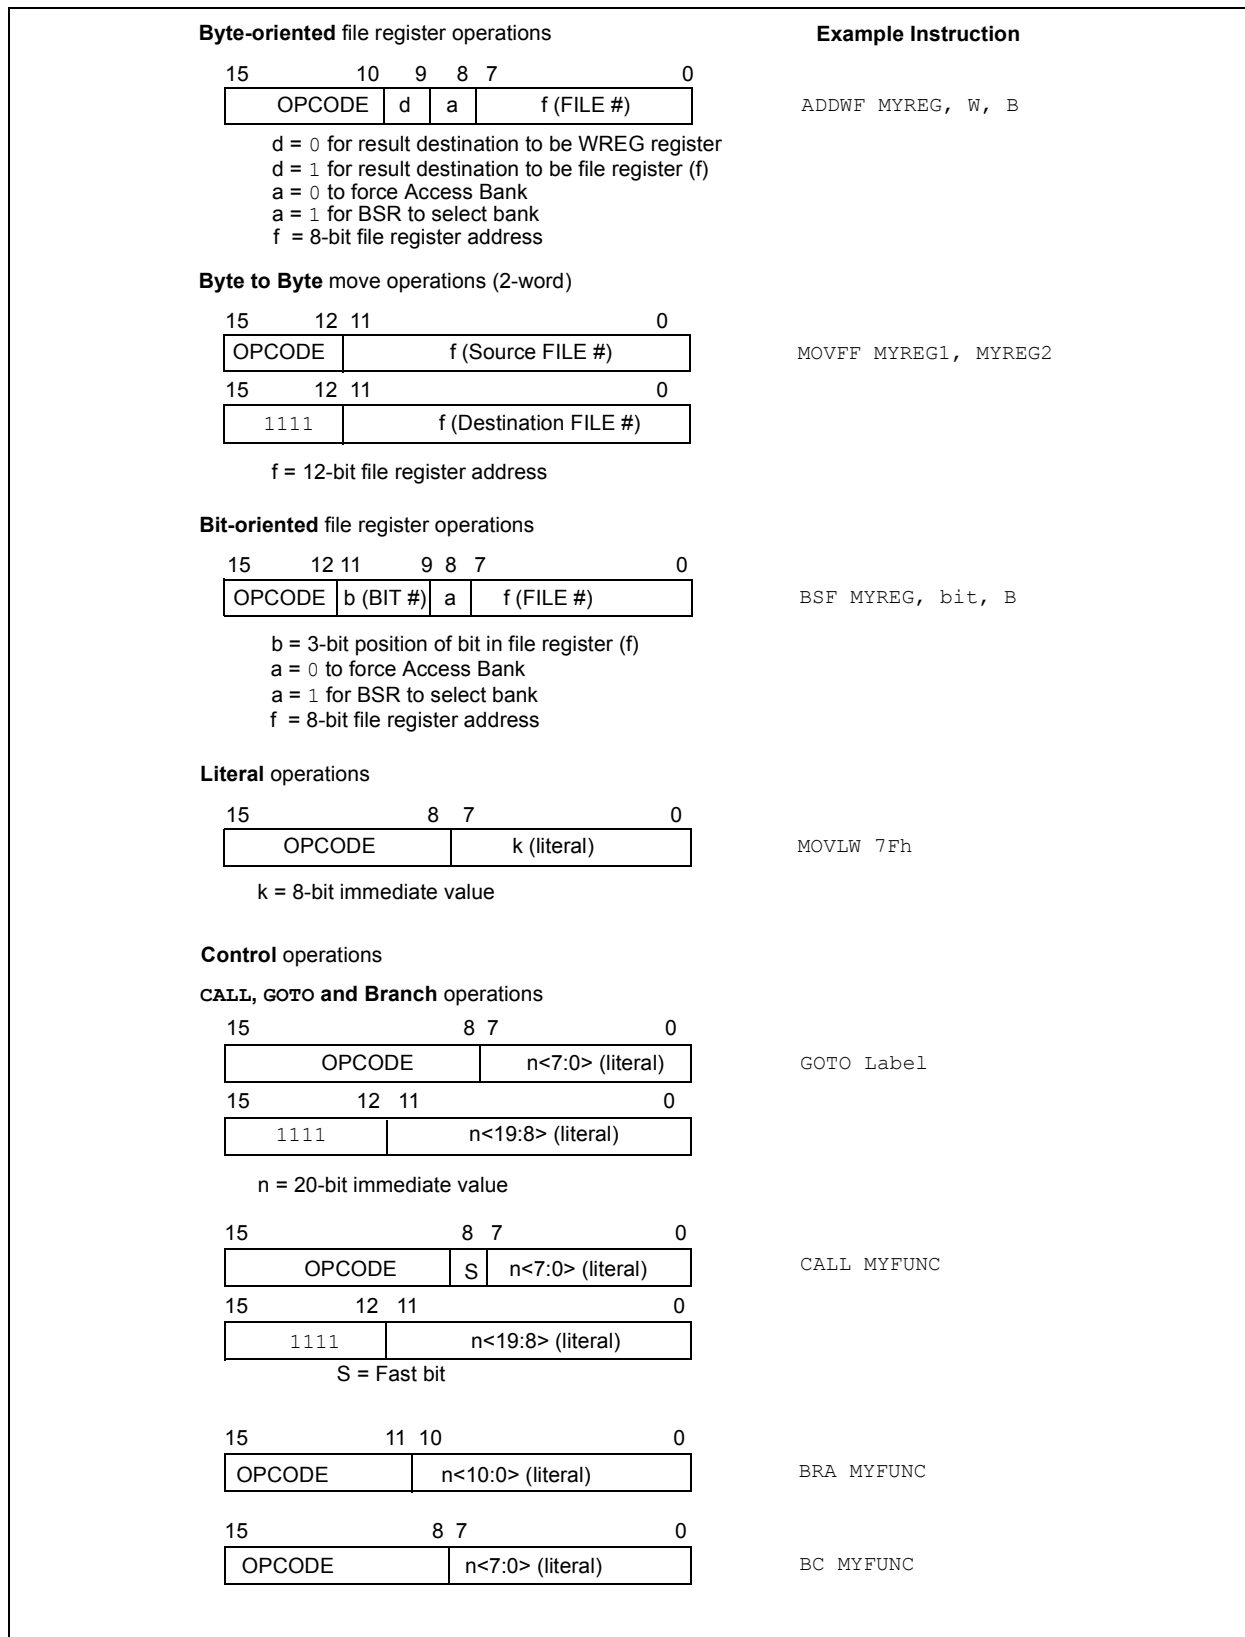 Byte-oriented file register operations
Example Instruction
15 10 9 8 7 0
OPCODE d a f (FILE #)
ADDWF MYREG, W, B
d = 0 for result destination to be WREG register
d = 1 for result destination to be file register (f)
a = 0 to force Access Bank
a = 1 for BSR to select bank
f = 8-bit file register address
Byte to Byte move operations (2-word)
15 12 11 0
OPCODE f (Source FILE #)
MOVFF MYREG1, MYREG2
15 12 11 0
1111 f (Destination FILE #)
f = 12-bit file register address
Bit-oriented file register operations
15 12 11 9 8 7 0
OPCODE b (BIT #) a f (FILE #)
BSF MYREG, bit, B
b = 3-bit position of bit in file register (f)
a = 0 to force Access Bank
a = 1 for BSR to select bank
f = 8-bit file register address
Literal operations
15 8 7 0
OPCODE k (literal)
MOVLW 7Fh
k = 8-bit immediate value
Control operations
CALL, GOTO and Branch operations
15 8 7 0
OPCODE n<7:0> (literal)
GOTO Label
15 12 11 0
1111 n<19:8> (literal)
n = 20-bit immediate value
15 8 7 0
OPCODE S n<7:0> (literal)
CALL MYFUNC
15 12 11 0
1111 n<19:8> (literal)
S = Fast bit
15 11 10 0
OPCODE n<10:0> (literal)
BRA MYFUNC
15 8 7 0
OPCODE n<7:0> (literal)
BC MYFUNC